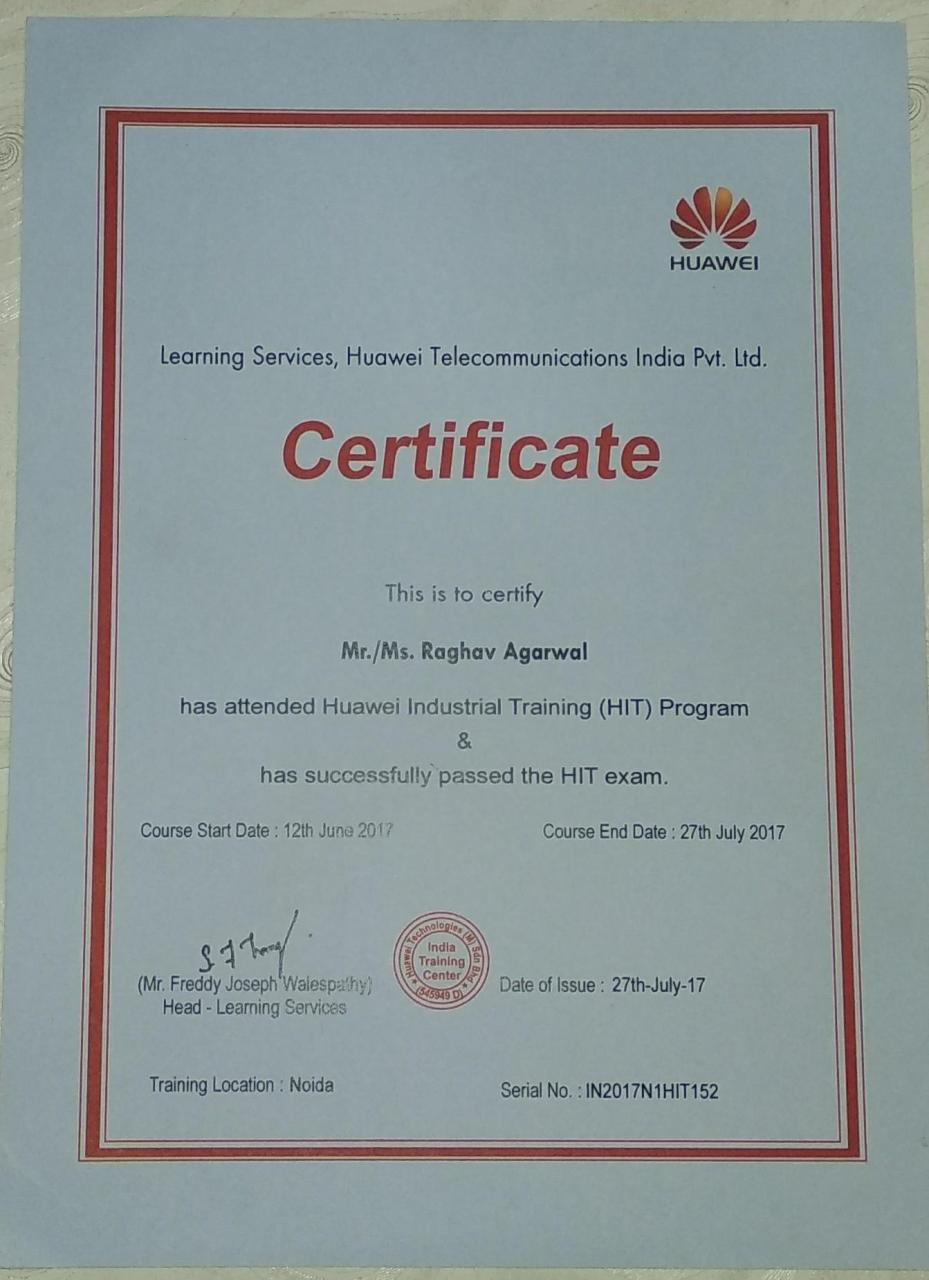 HUAWEI
Learning Services, Huawei Telecommunications India Pvt. Ltd.
Certificate
This is to certify
Mr./Ms. Raghav Agarwal
has attended Huawei Industrial Training (HIT) Program
&
has successfully passed the HIT exam.
Course Start Date : 12th June 2017
Course End Date : 27th July 2017
(Mr. Freddy Joseph Walespathy)
Head - Learning Services
Huawei Technologies (M) Sdn Bhd
India
Training
Center
(545949 D)
Date of Issue : 27th-July-17
Training Location : Noida
Serial No. : IN2017N1HIT152